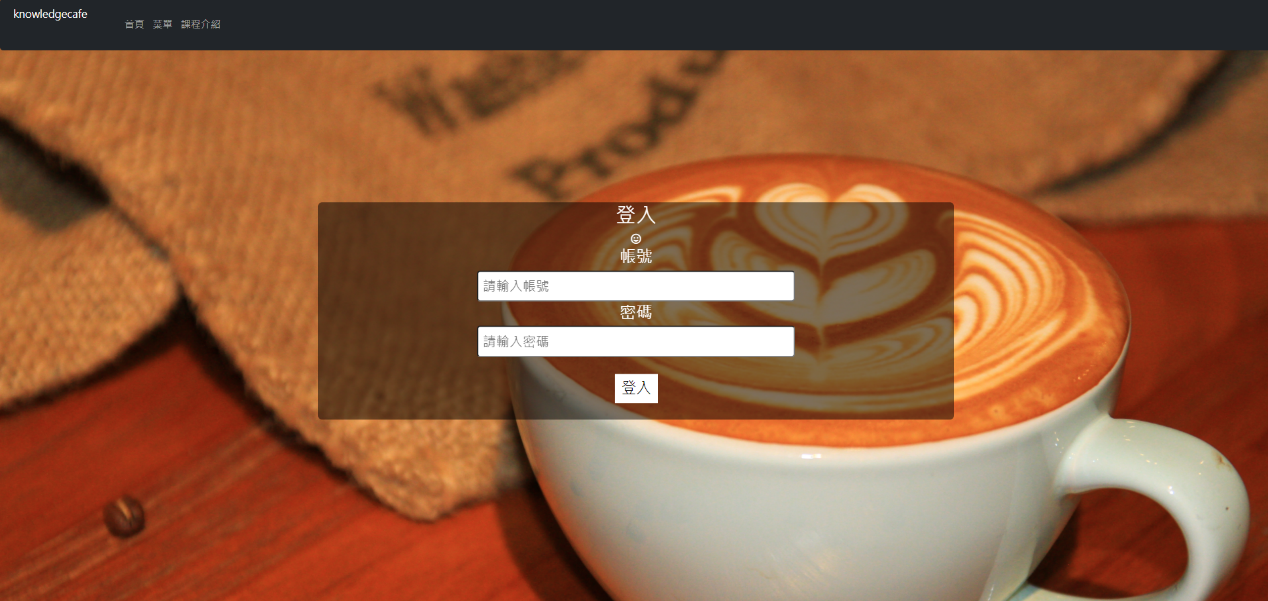 knowledgecafe
首頁 菜單 課程介紹
Produ
登入
帳號
請輸入帳號
密碼
請輸入密碼
登入